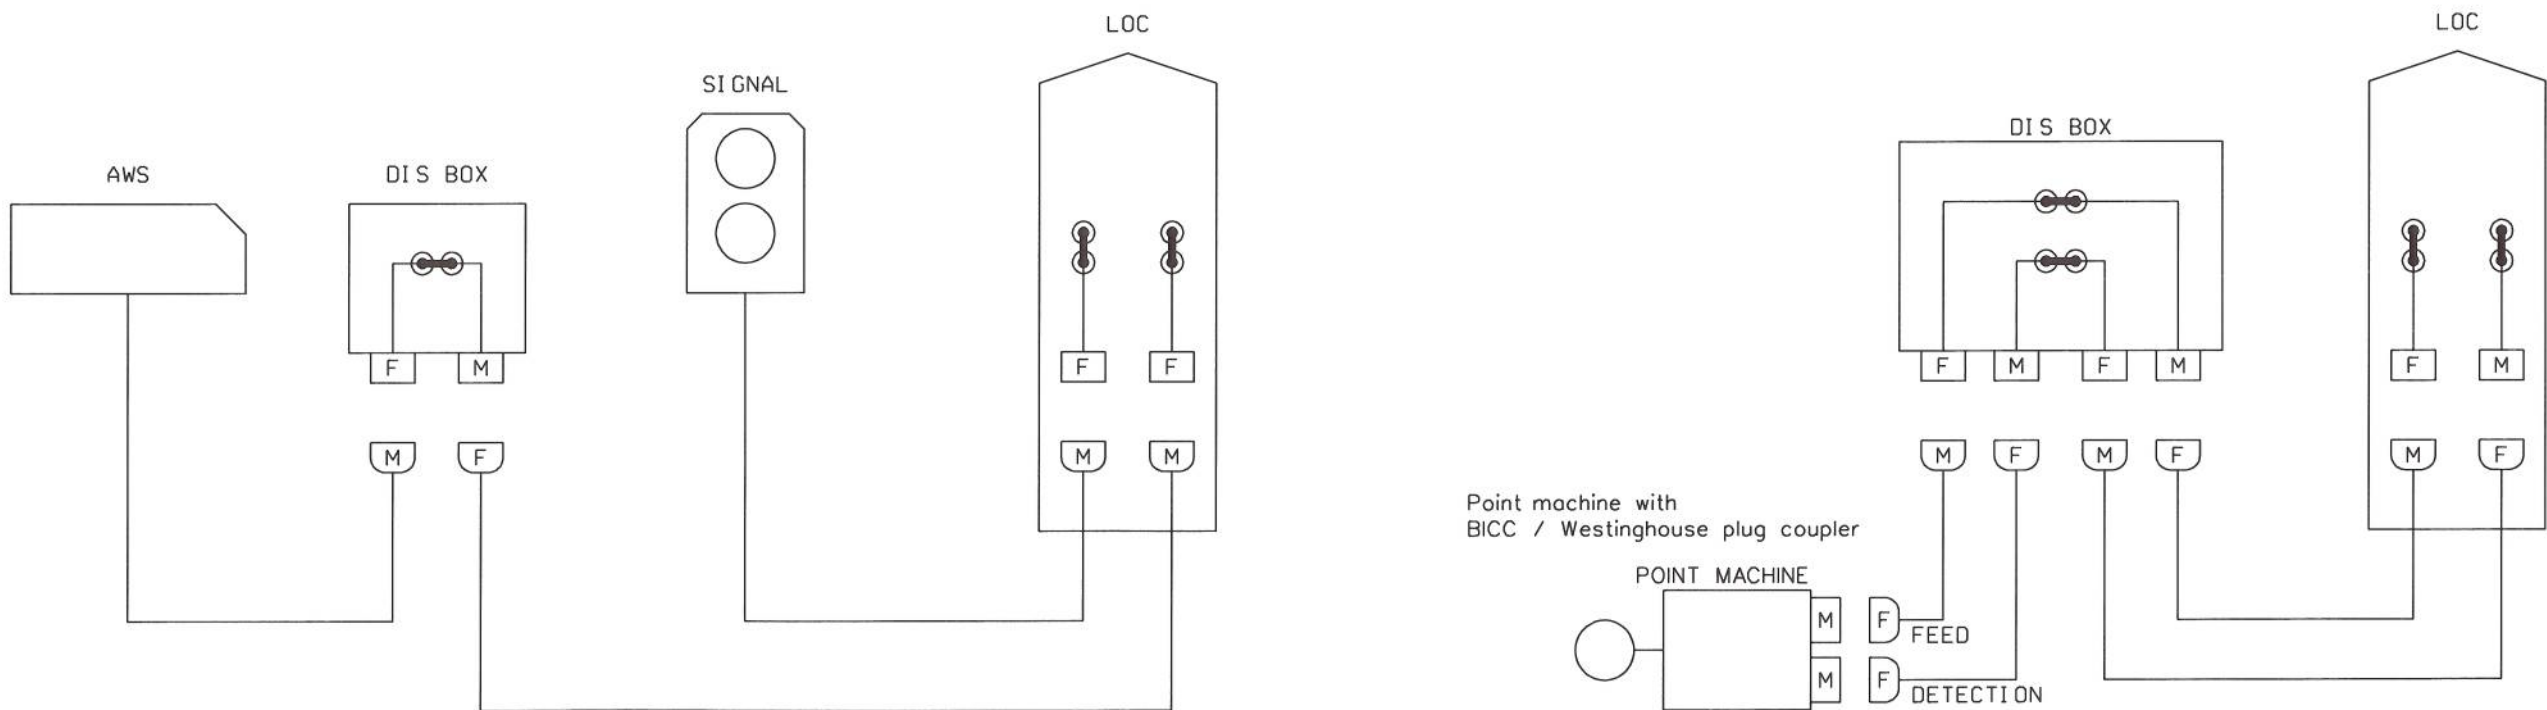 LOC
LOC
SIGNAL
DIS BOX
AWS
DIS BOX
F M
F F
F M F M
F M
M F
M M
M F M F
M F
Point machine with
BICC / Westinghouse plug coupler
POINT MACHINE
M F FEED
M F DETECTION